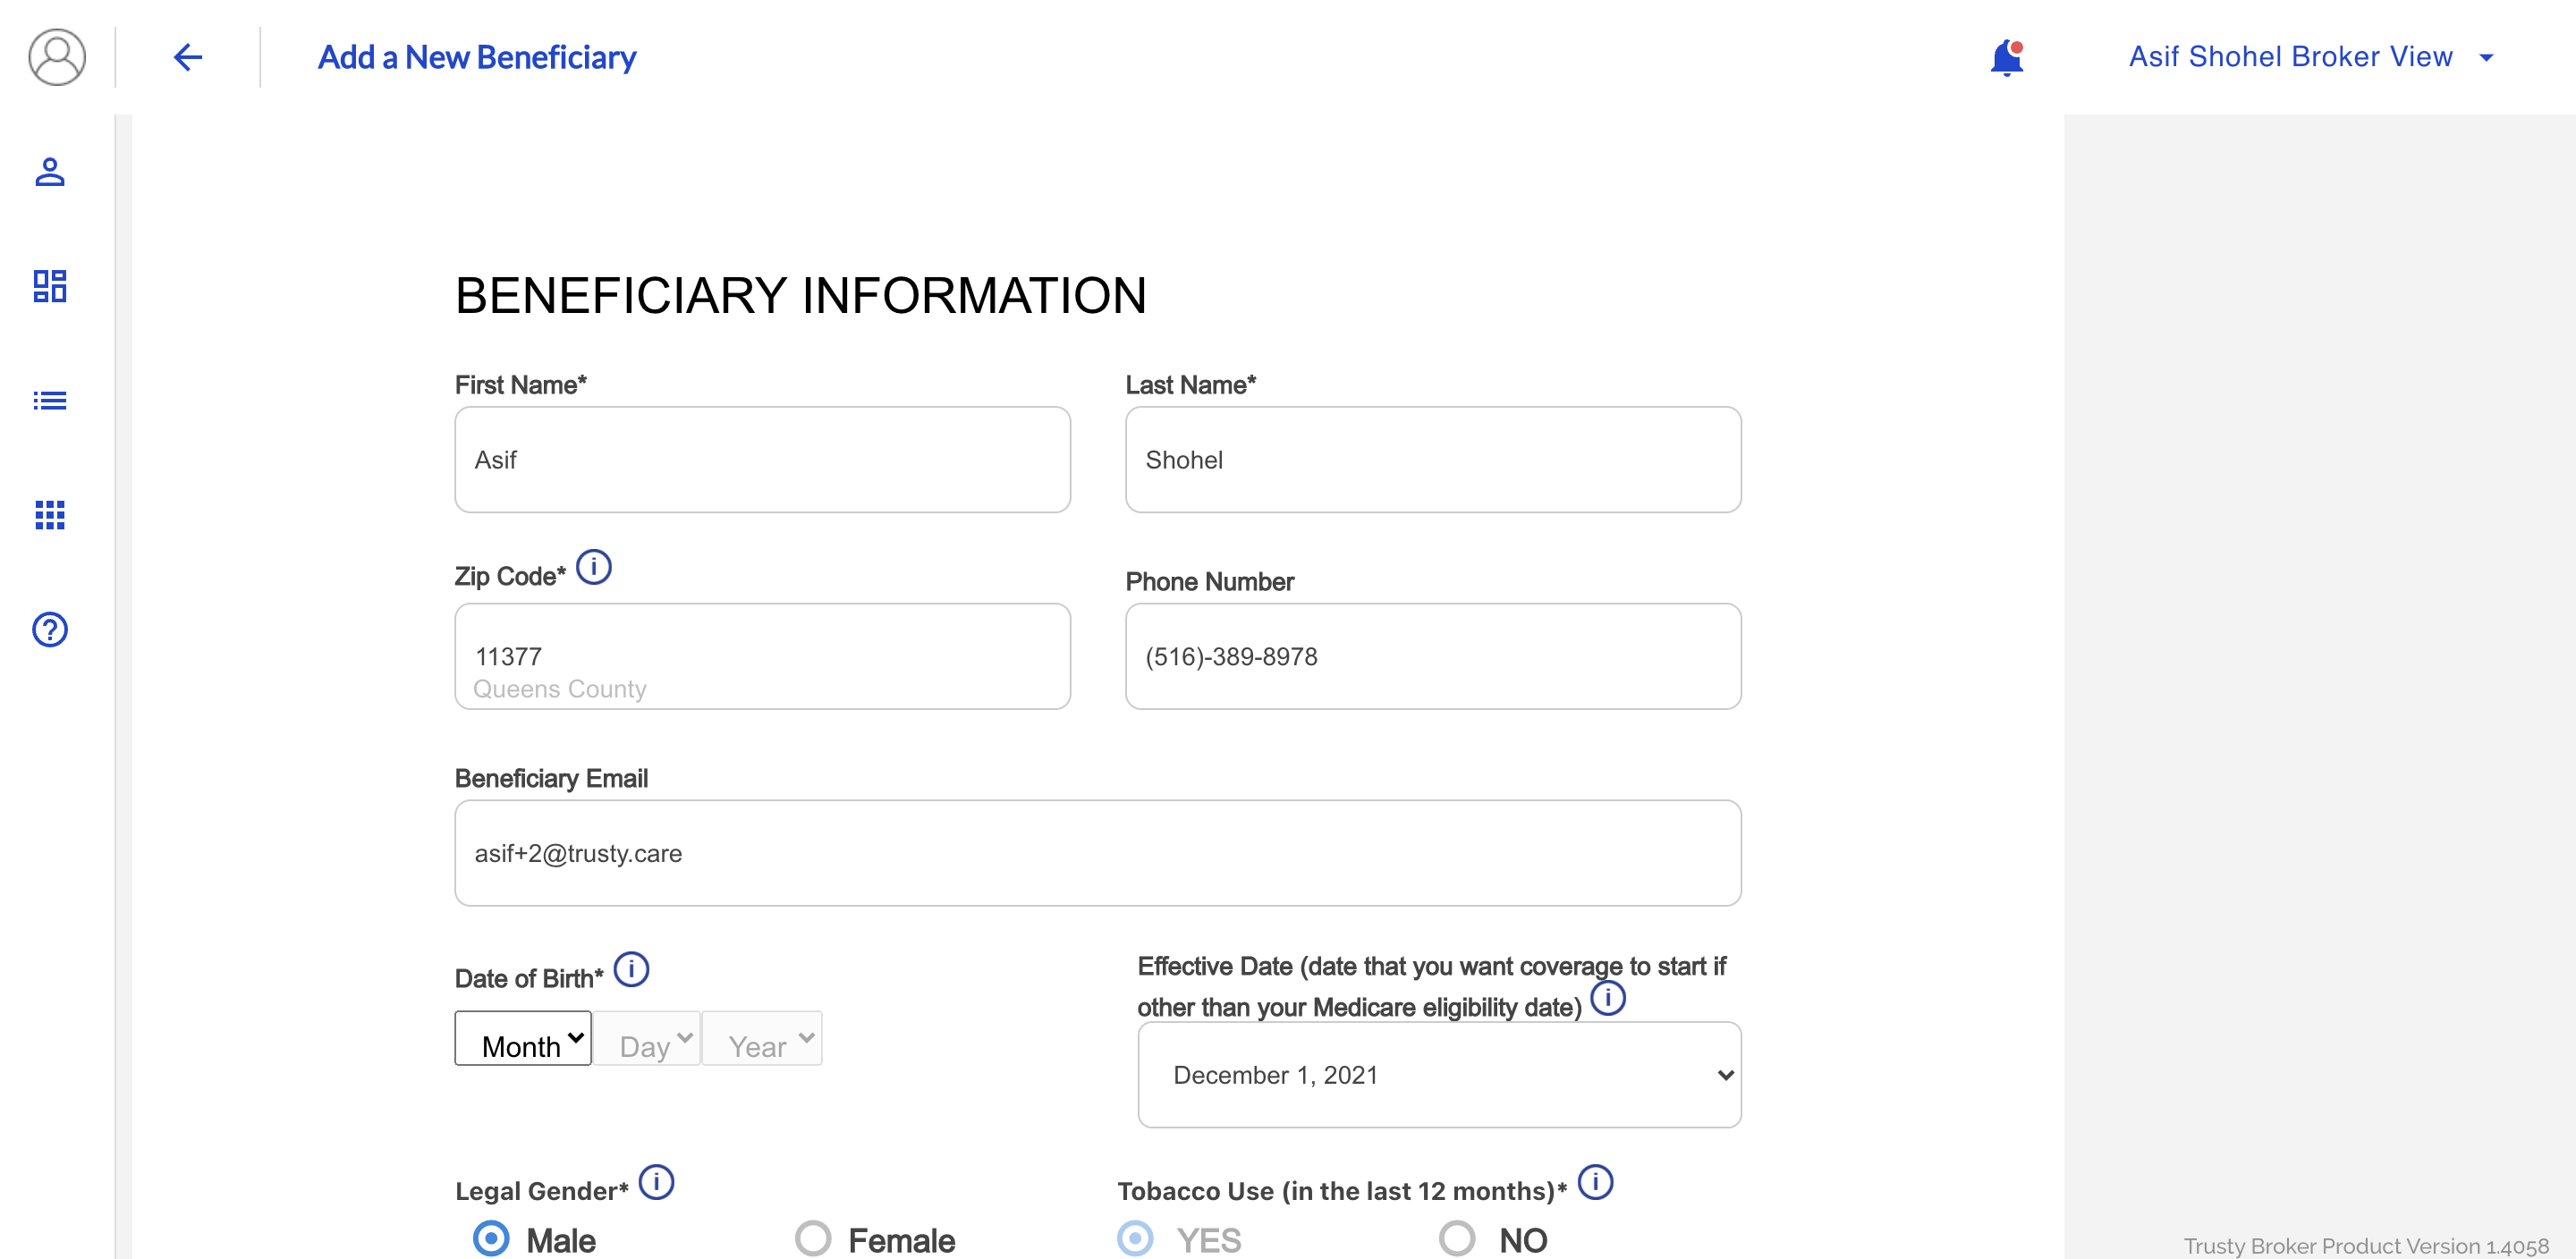 Add a New Beneficiary
Asif Shohel Broker View
BENEFICIARY INFORMATION
First Name*
Last Name*
Asif
Shohel
Zip Code* i
Phone Number
11377
Queens County
(516)-389-8978
Beneficiary Email
asif+2@trusty.care
Date of Birth* i
Effective Date (date that you want coverage to start if
other than your Medicare eligibility date) i
Month Day Year
December 1, 2021
Legal Gender* i
Tobacco Use (in the last 12 months)* i
Male Female
YES NO
Trusty Broker Product Version 1.4058